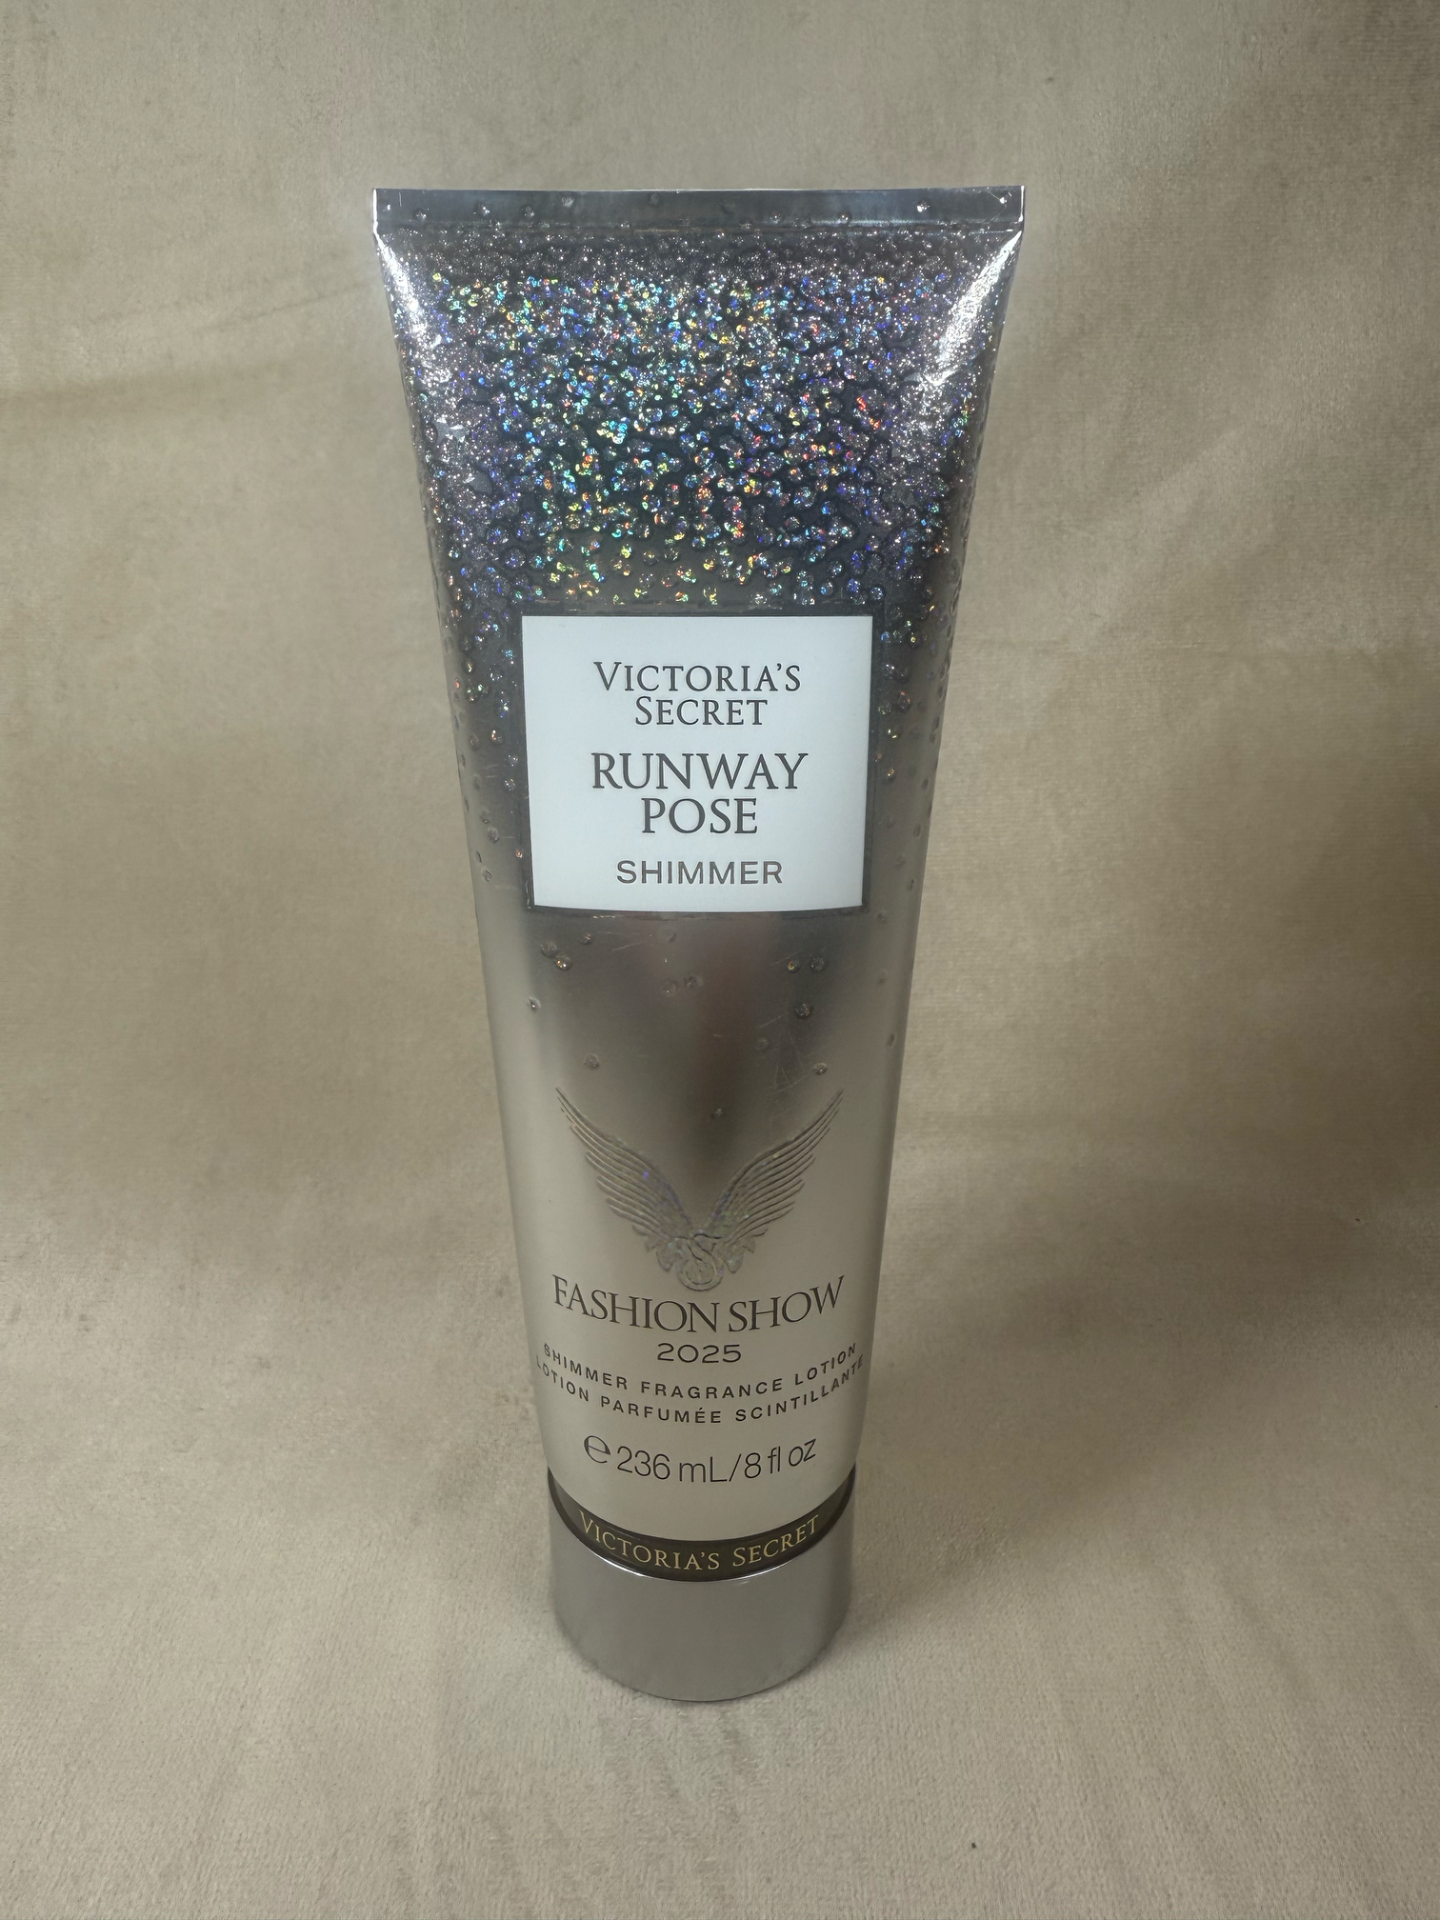 VICTORIA'S
SECRET
RUNWAY
POSE
SHIMMER
VS
FASHION SHOW
2025
SHIMMER FRAGRANCE LOTION
LOTION PARFUMÉE SCINTILLANTE
℮ 236 mL/8 fl oz
VICTORIA'S SECRET